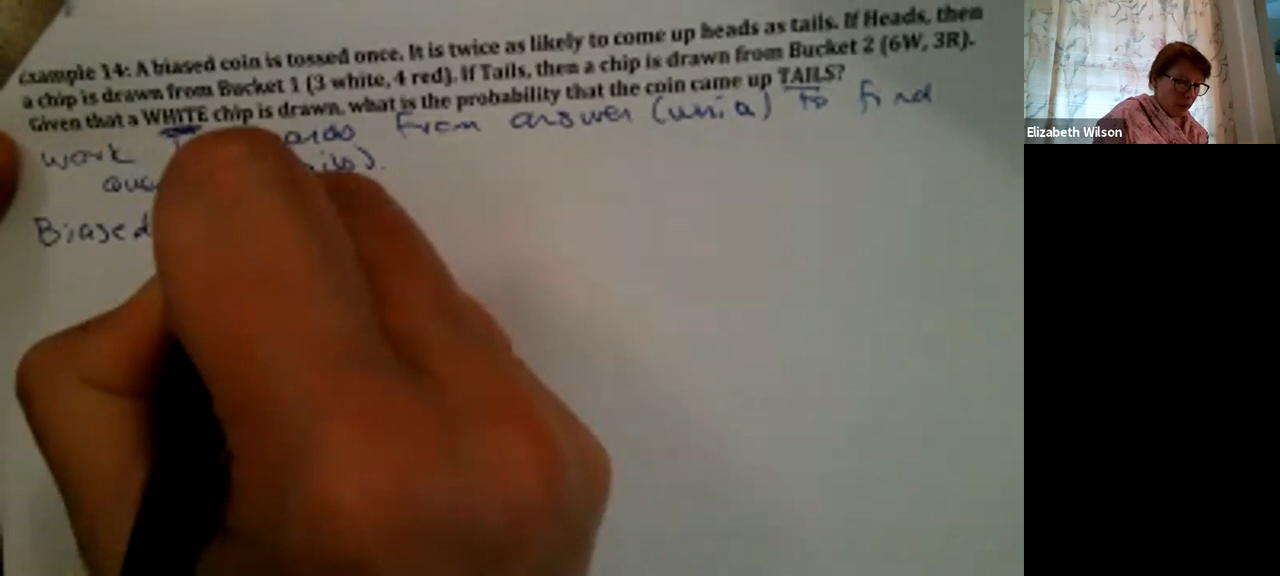 Example 14: A biased coin is tossed once. It is twice as likely to come up heads as tails. If Heads, then
a chip is drawn from Bucket 1 (3 white, 4 red). If Tails, then a chip is drawn from Bucket 2 (6W, 3R).
Given that a WHITE chip is drawn, what is the probability that the coin came up TAILS?
work from answer to find
Biased
Elizabeth Wilson